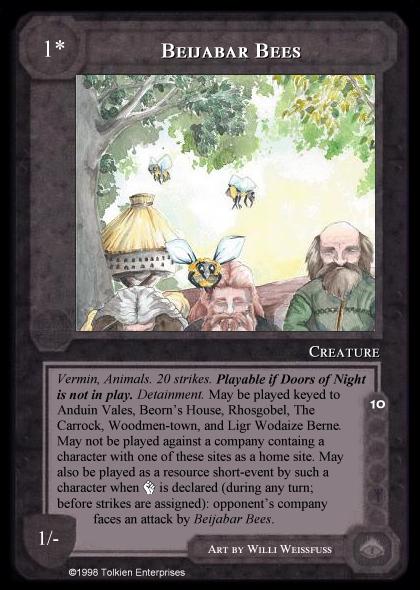 1*
BEIJABAR BEES
CREATURE
Vermin, Animals. 20 strikes. Playable if Doors of Night
is not in play. Detainment. May be played keyed to
Anduin Vales, Beorn's House, Rhosgobel, The
Carrock, Woodmen-town, and Ligr Wodaize Berne.
May not be played against a company containg a
character with one of these sites as a home site. May
also be played as a resource short-event by such a
character when is declared (during any turn;
before strikes are assigned): opponent's company
faces an attack by Beijabar Bees.
10
1/-
ART BY WILLI WEISSFUSS
©1998 Tolkien Enterprises